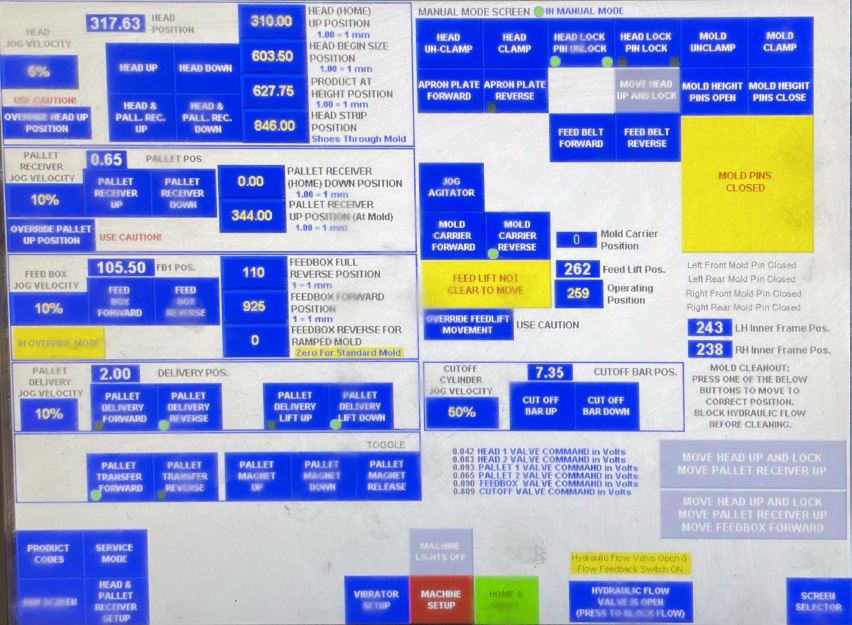 HEAD
JOG VELOCITY
5%
USE CAUTION!
OVERRIDE HEAD UP
POSITION
317.63
HEAD
POSITION
HEAD UP
HEAD DOWN
HEAD &
PALL. REC.
UP
HEAD &
PALL. REC.
DOWN
310.00
HEAD (HOME)
UP POSITION
1.00 = 1 mm
603.50
HEAD BEGIN SIZE
POSITION
1.00 = 1 mm
627.75
PRODUCT AT
HEIGHT POSITION
1.00 = 1 mm
846.00
HEAD STRIP
POSITION
Shoes Through Mold
PALLET
RECEIVER
JOG VELOCITY
10%
OVERRIDE PALLET
UP POSITION
USE CAUTION!
0.65
PALLET POS
PALLET
RECEIVER
UP
PALLET
RECEIVER
DOWN
0.00
PALLET RECEIVER
(HOME) DOWN POSITION
1.00 = 1 mm
344.00
PALLET RECEIVER
UP POSITION (At Mold)
1.00 = 1 mm
FEED BOX
JOG VELOCITY
10%
IN OVERRIDE MODE
105.50
FB1 POS.
FEED
BOX
FORWARD
FEED
BOX
REVERSE
110
FEEDBOX FULL
REVERSE POSITION
1 = 1 mm
925
FEEDBOX FORWARD
POSITION
1 = 1 mm
0
FEEDBOX REVERSE FOR
RAMPED MOLD
Zero For Standard Mold
PALLET
DELIVERY
JOG VELOCITY
10%
2.00
DELIVERY POS.
PALLET
DELIVERY
FORWARD
PALLET
DELIVERY
REVERSE
PALLET
DELIVERY
LIFT UP
PALLET
DELIVERY
LIFT DOWN
TOGGLE
PALLET
TRANSFER
FORWARD
PALLET
TRANSFER
REVERSE
PALLET
MAGNET
UP
PALLET
MAGNET
DOWN
PALLET
MAGNET
RELEASE
PRODUCT
CODES
SERVICE
MODE
SCREEN
HEAD &
PALLET
RECEIVER
SETUP
MANUAL MODE SCREEN
IN MANUAL MODE
HEAD
UN-CLAMP
HEAD
CLAMP
HEAD LOCK
PIN UNLOCK
HEAD LOCK
PIN LOCK
MOLD
UNCLAMP
MOLD
CLAMP
APRON PLATE
FORWARD
APRON PLATE
REVERSE
MOVE HEAD
UP AND LOCK
MOLD HEIGHT
PINS OPEN
MOLD HEIGHT
PINS CLOSE
FEED BELT
FORWARD
FEED BELT
REVERSE
MOLD PINS
CLOSED
JOG
AGITATOR
MOLD
CARRIER
FORWARD
MOLD
CARRIER
REVERSE
0
Mold Carrier
Position
FEED LIFT NOT
CLEAR TO MOVE
262
Feed Lift Pos.
259
Operating
Position
OVERRIDE FEEDLIFT
MOVEMENT
USE CAUTION
Left Front Mold Pin Closed
Left Rear Mold Pin Closed
Right Front Mold Pin Closed
Right Rear Mold Pin Closed
243
LH Inner Frame Pos.
238
RH Inner Frame Pos.
CUTOFF
CYLINDER
JOG VELOCITY
50%
7.35
CUTOFF BAR POS.
CUT OFF
BAR UP
CUT OFF
BAR DOWN
MOLD CLEANOUT:
PRESS ONE OF THE BELOW
BUTTONS TO MOVE TO
CORRECT POSITION.
BLOCK HYDRAULIC FLOW
BEFORE CLEANING.
0.042 HEAD 1 VALVE COMMAND in Volts
0.083 HEAD 2 VALVE COMMAND in Volts
0.093 PALLET 1 VALVE COMMAND in Volts
0.065 PALLET 2 VALVE COMMAND in Volts
0.090 FEEDBOX VALVE COMMAND in Volts
0.809 CUTOFF VALVE COMMAND in Volts
MOVE HEAD UP AND LOCK
MOVE PALLET RECEIVER UP
MOVE HEAD UP AND LOCK
MOVE PALLET RECEIVER UP
MOVE FEEDBOX FORWARD
MACHINE
LIGHTS OFF
VIBRATOR
SETUP
MACHINE
SETUP
HOME &
Hydraulic Flow Valve Open &
Flow Feedback Switch ON
HYDRAULIC FLOW
VALVE IS OPEN
(PRESS TO BLOCK FLOW)
SCREEN
SELECTOR